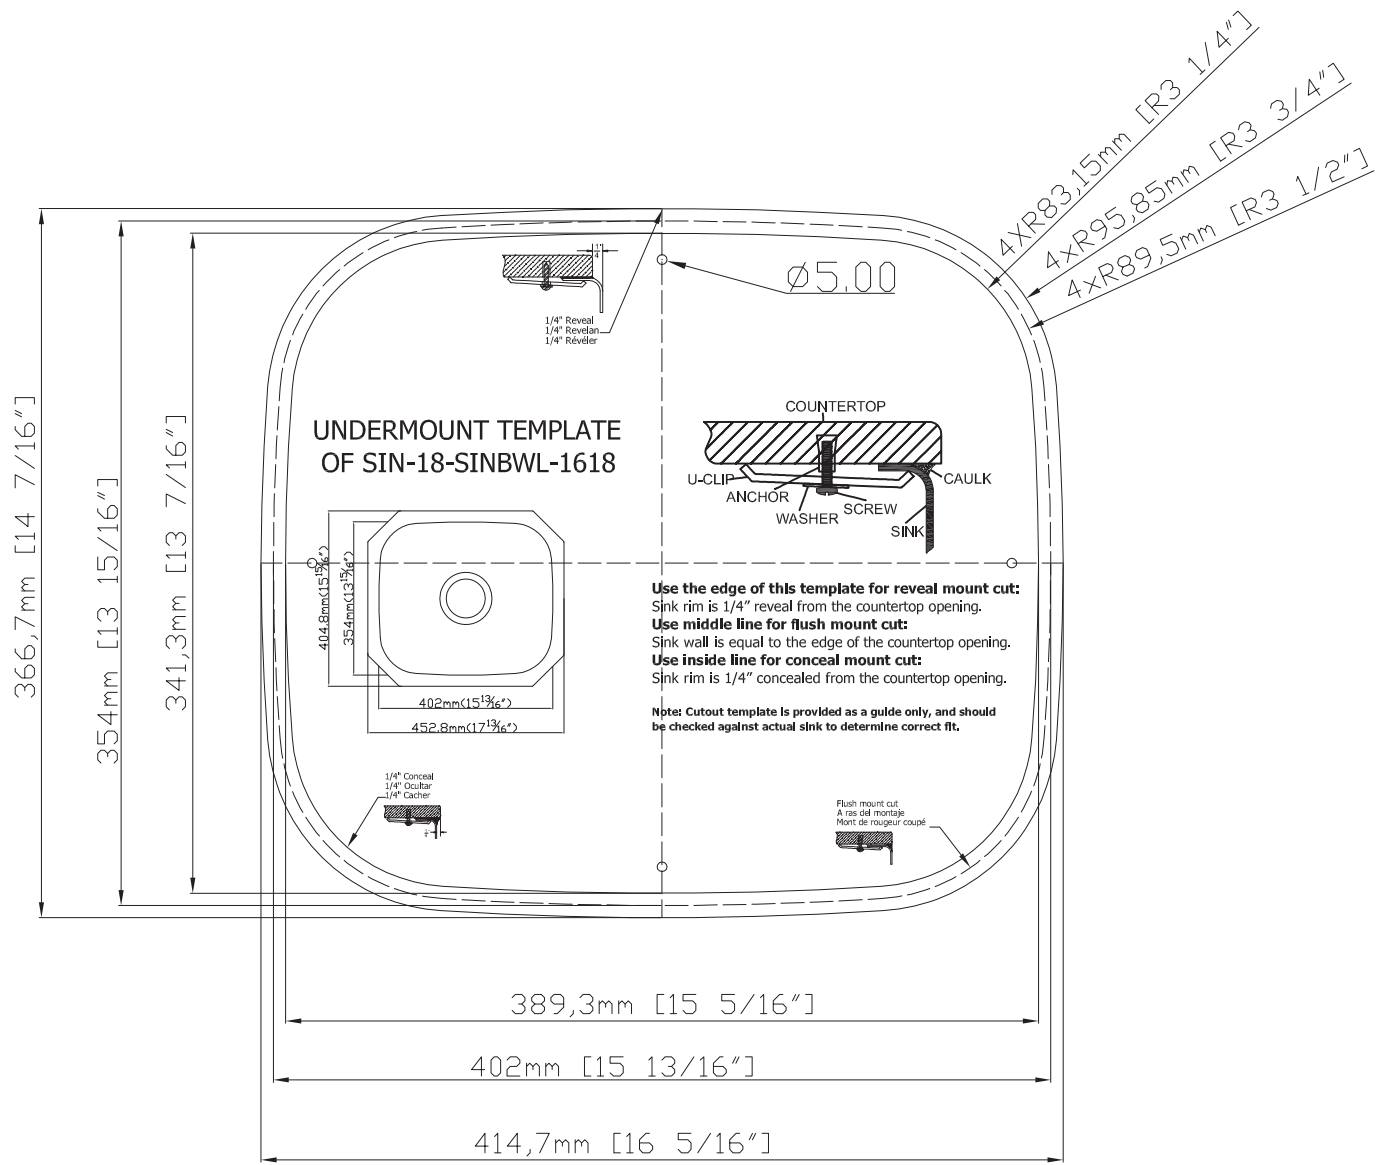 4XR83,15mm [R3 1/4"]
4xR95,85mm [R3 3/4"]
4xR89,5mm [R3 1/2"]
1"
4
Ø5.00
1/4" Reveal
1/4" Revelan
1/4" Révéler
366,7mm [14 7/16"]
354mm [13 15/16"]
341,3mm [13 7/16"]
UNDERMOUNT TEMPLATE
OF SIN-18-SINBWL-1618
COUNTERTOP
U-CLIP
ANCHOR
WASHER
SCREW
CAULK
SINK
404.8mm(15 15/16")
354mm(13 15/16")
402mm(15 13/16")
452.8mm(17 13/16")
Use the edge of this template for reveal mount cut:
Sink rim is 1/4" reveal from the countertop opening.
Use middle line for flush mount cut:
Sink wall is equal to the edge of the countertop opening.
Use inside line for conceal mount cut:
Sink rim is 1/4" concealed from the countertop opening.
Note: Cutout template is provided as a guide only, and should
be checked against actual sink to determine correct fit.
1/4" Conceal
1/4" Ocultar
1/4" Cacher
Flush mount cut
A ras del montaje
Mont de rougeur coupé
389,3mm [15 5/16"]
402mm [15 13/16"]
414,7mm [16 5/16"]